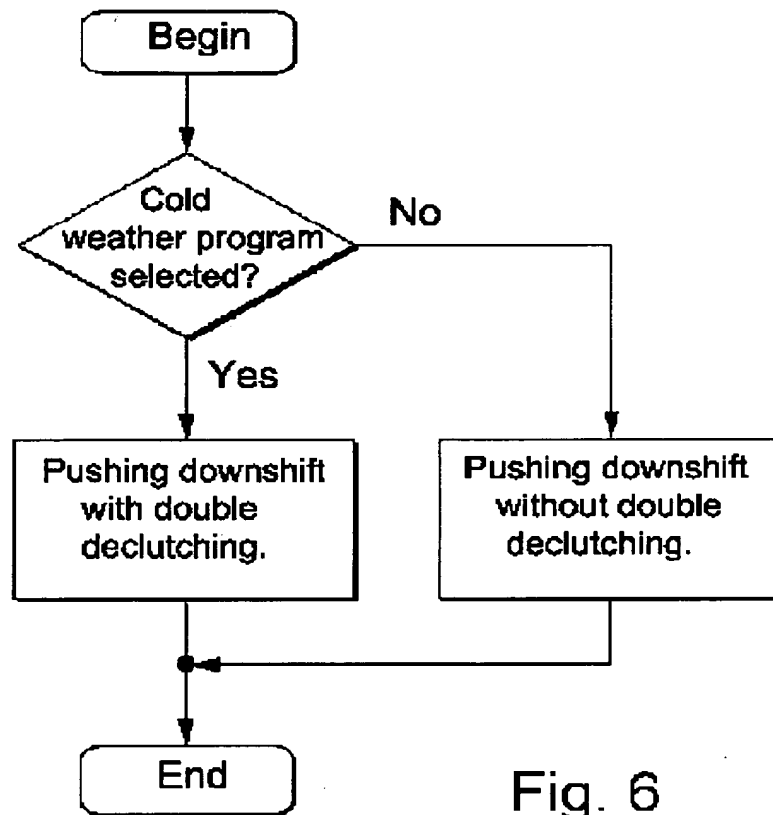 Begin
Cold
weather program
selected?
No
Yes
Pushing downshift
with double
declutching.
Pushing downshift
without double
declutching.
End
Fig. 6